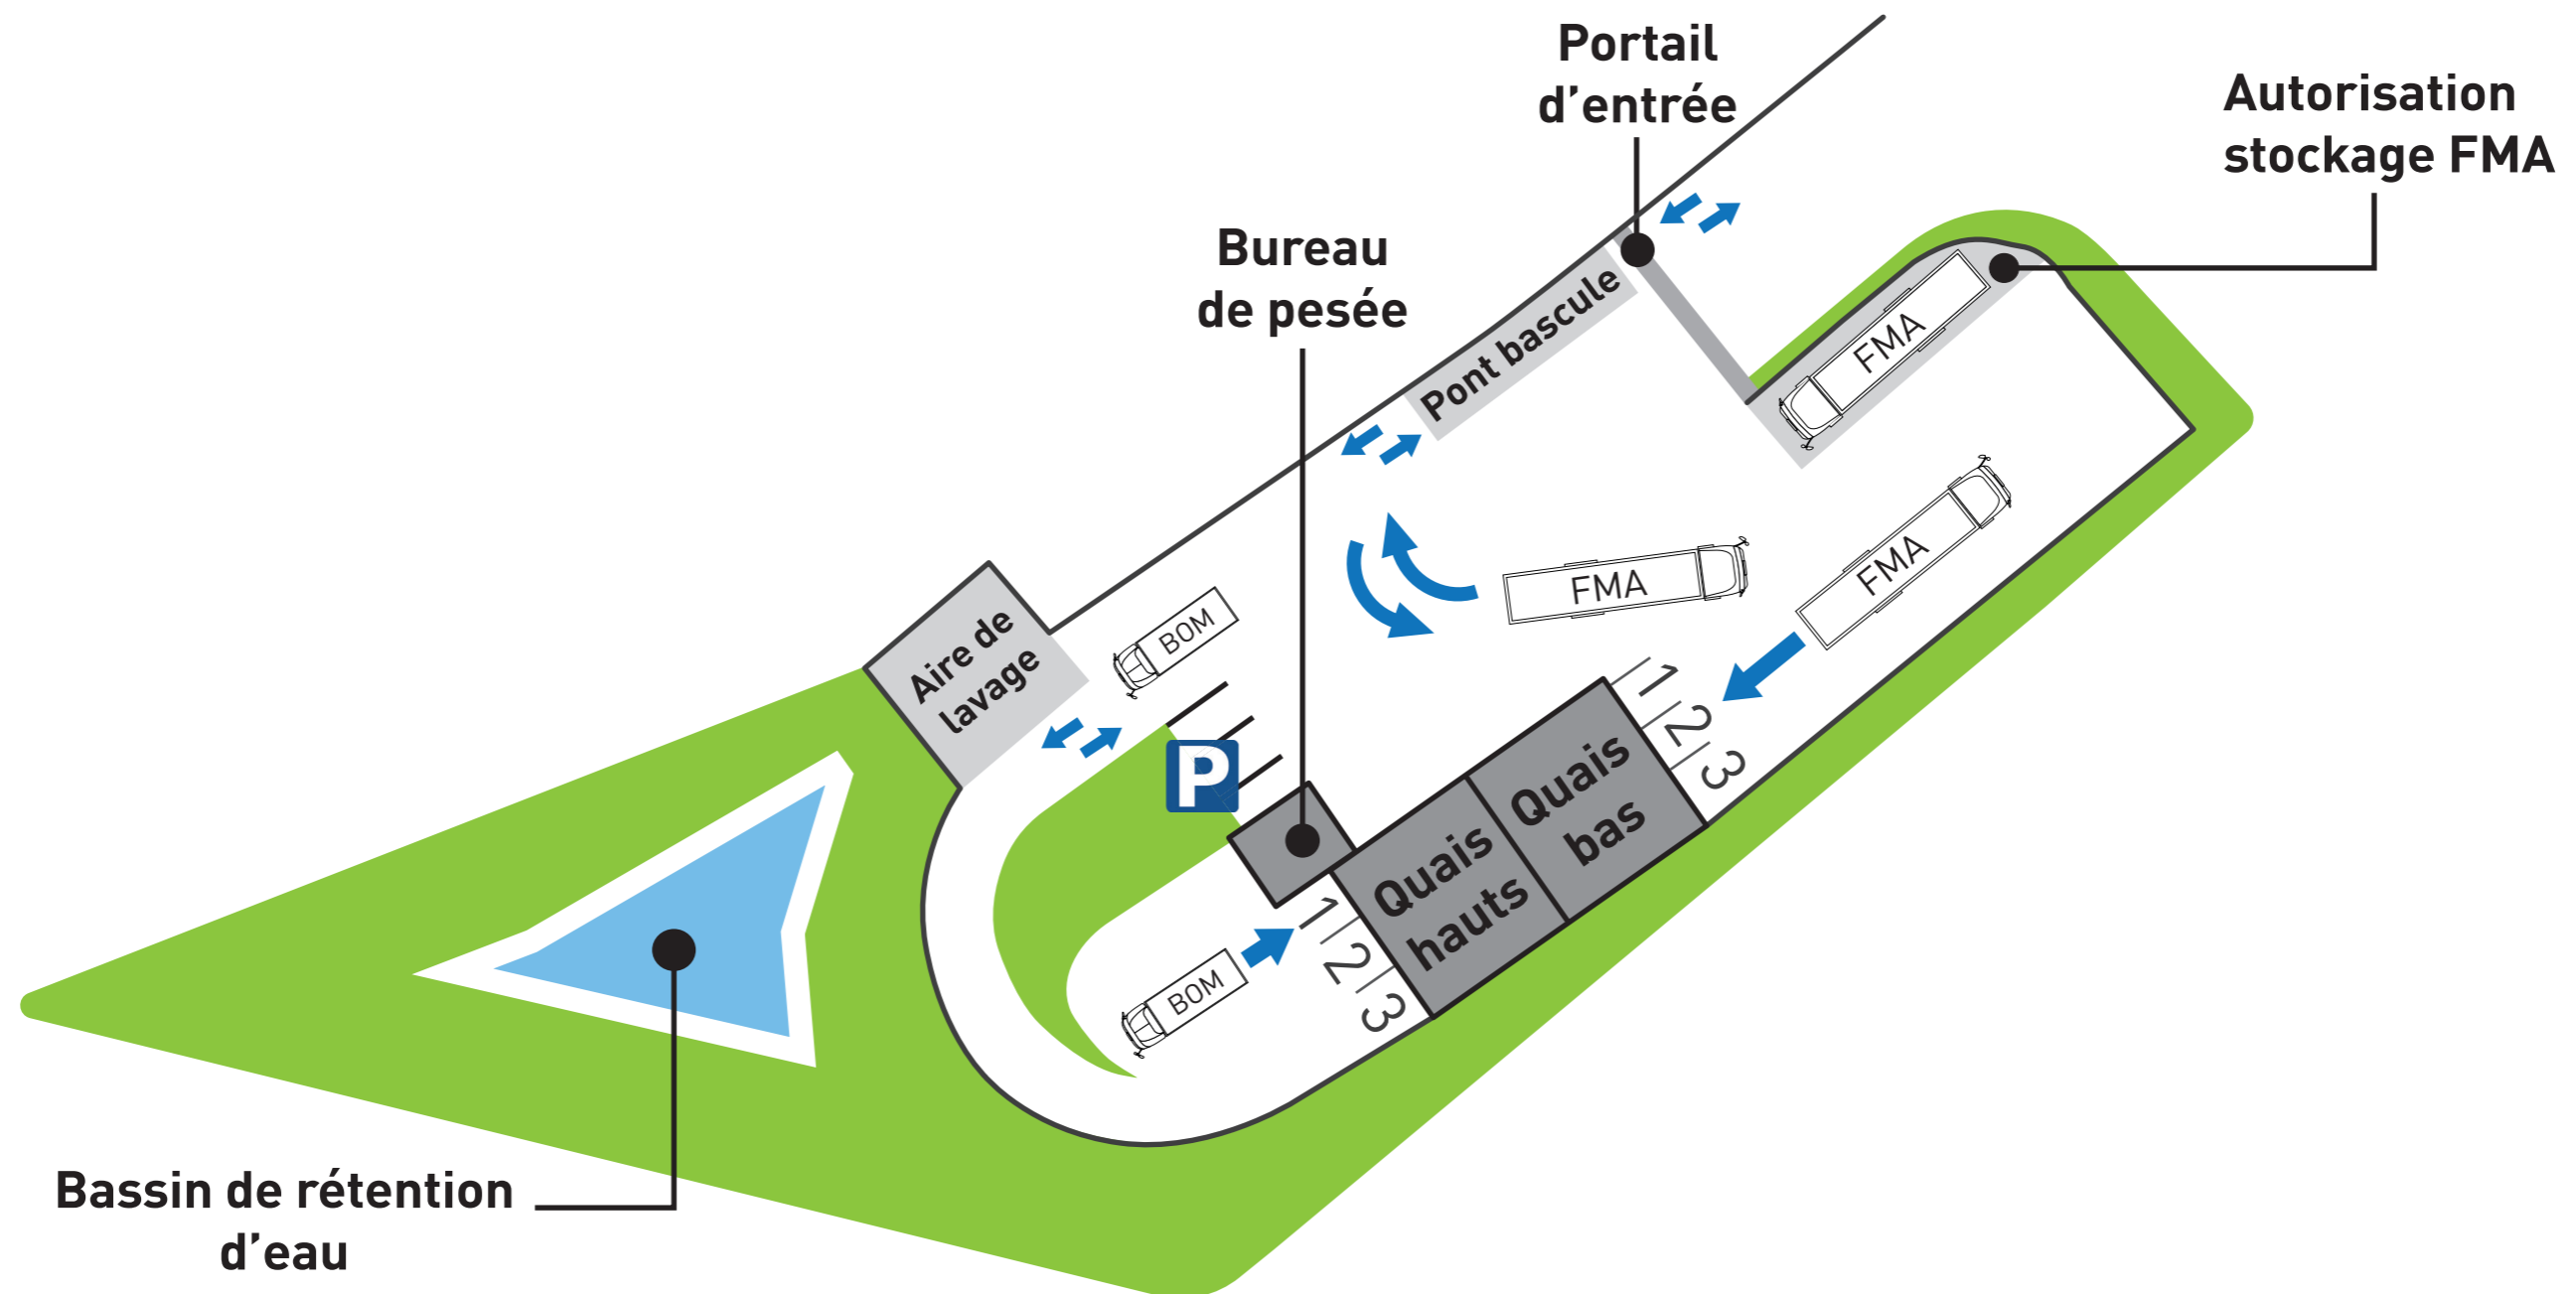 Portail
d’entrée
Autorisation
stockage FMA
Bureau
de pesée
Pont bascule
FMA
FMA
FMA
Aire de
lavage
BOM
P
1
2
3
Quais
bas
Quais
hauts
1
2
3
BOM
Bassin de rétention
d’eau